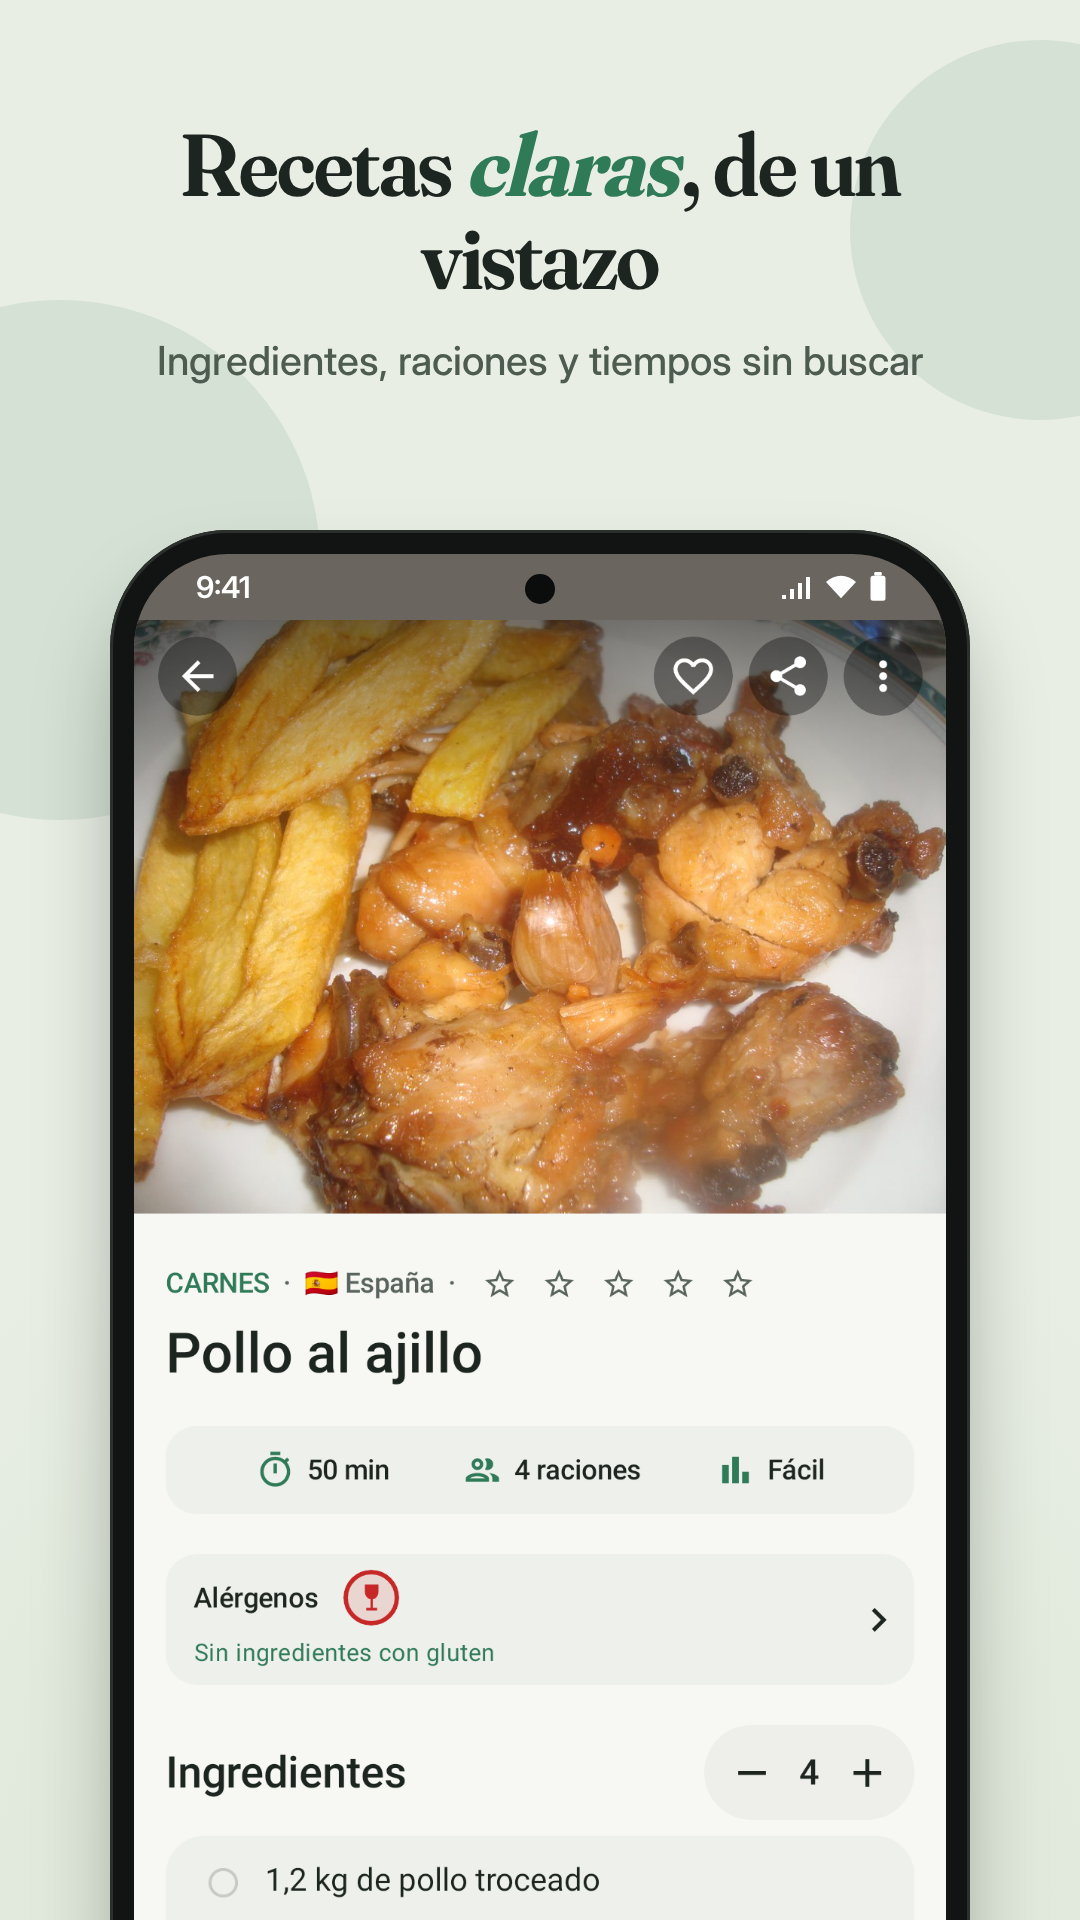 Recetas claras, de un
vistazo
Ingredientes, raciones y tiempos sin buscar
9:41
CARNES · 🇪🇸 España ·
Pollo al ajillo
50 min 4 raciones Fácil
Alérgenos
Sin ingredientes con gluten
Ingredientes 4
1,2 kg de pollo troceado